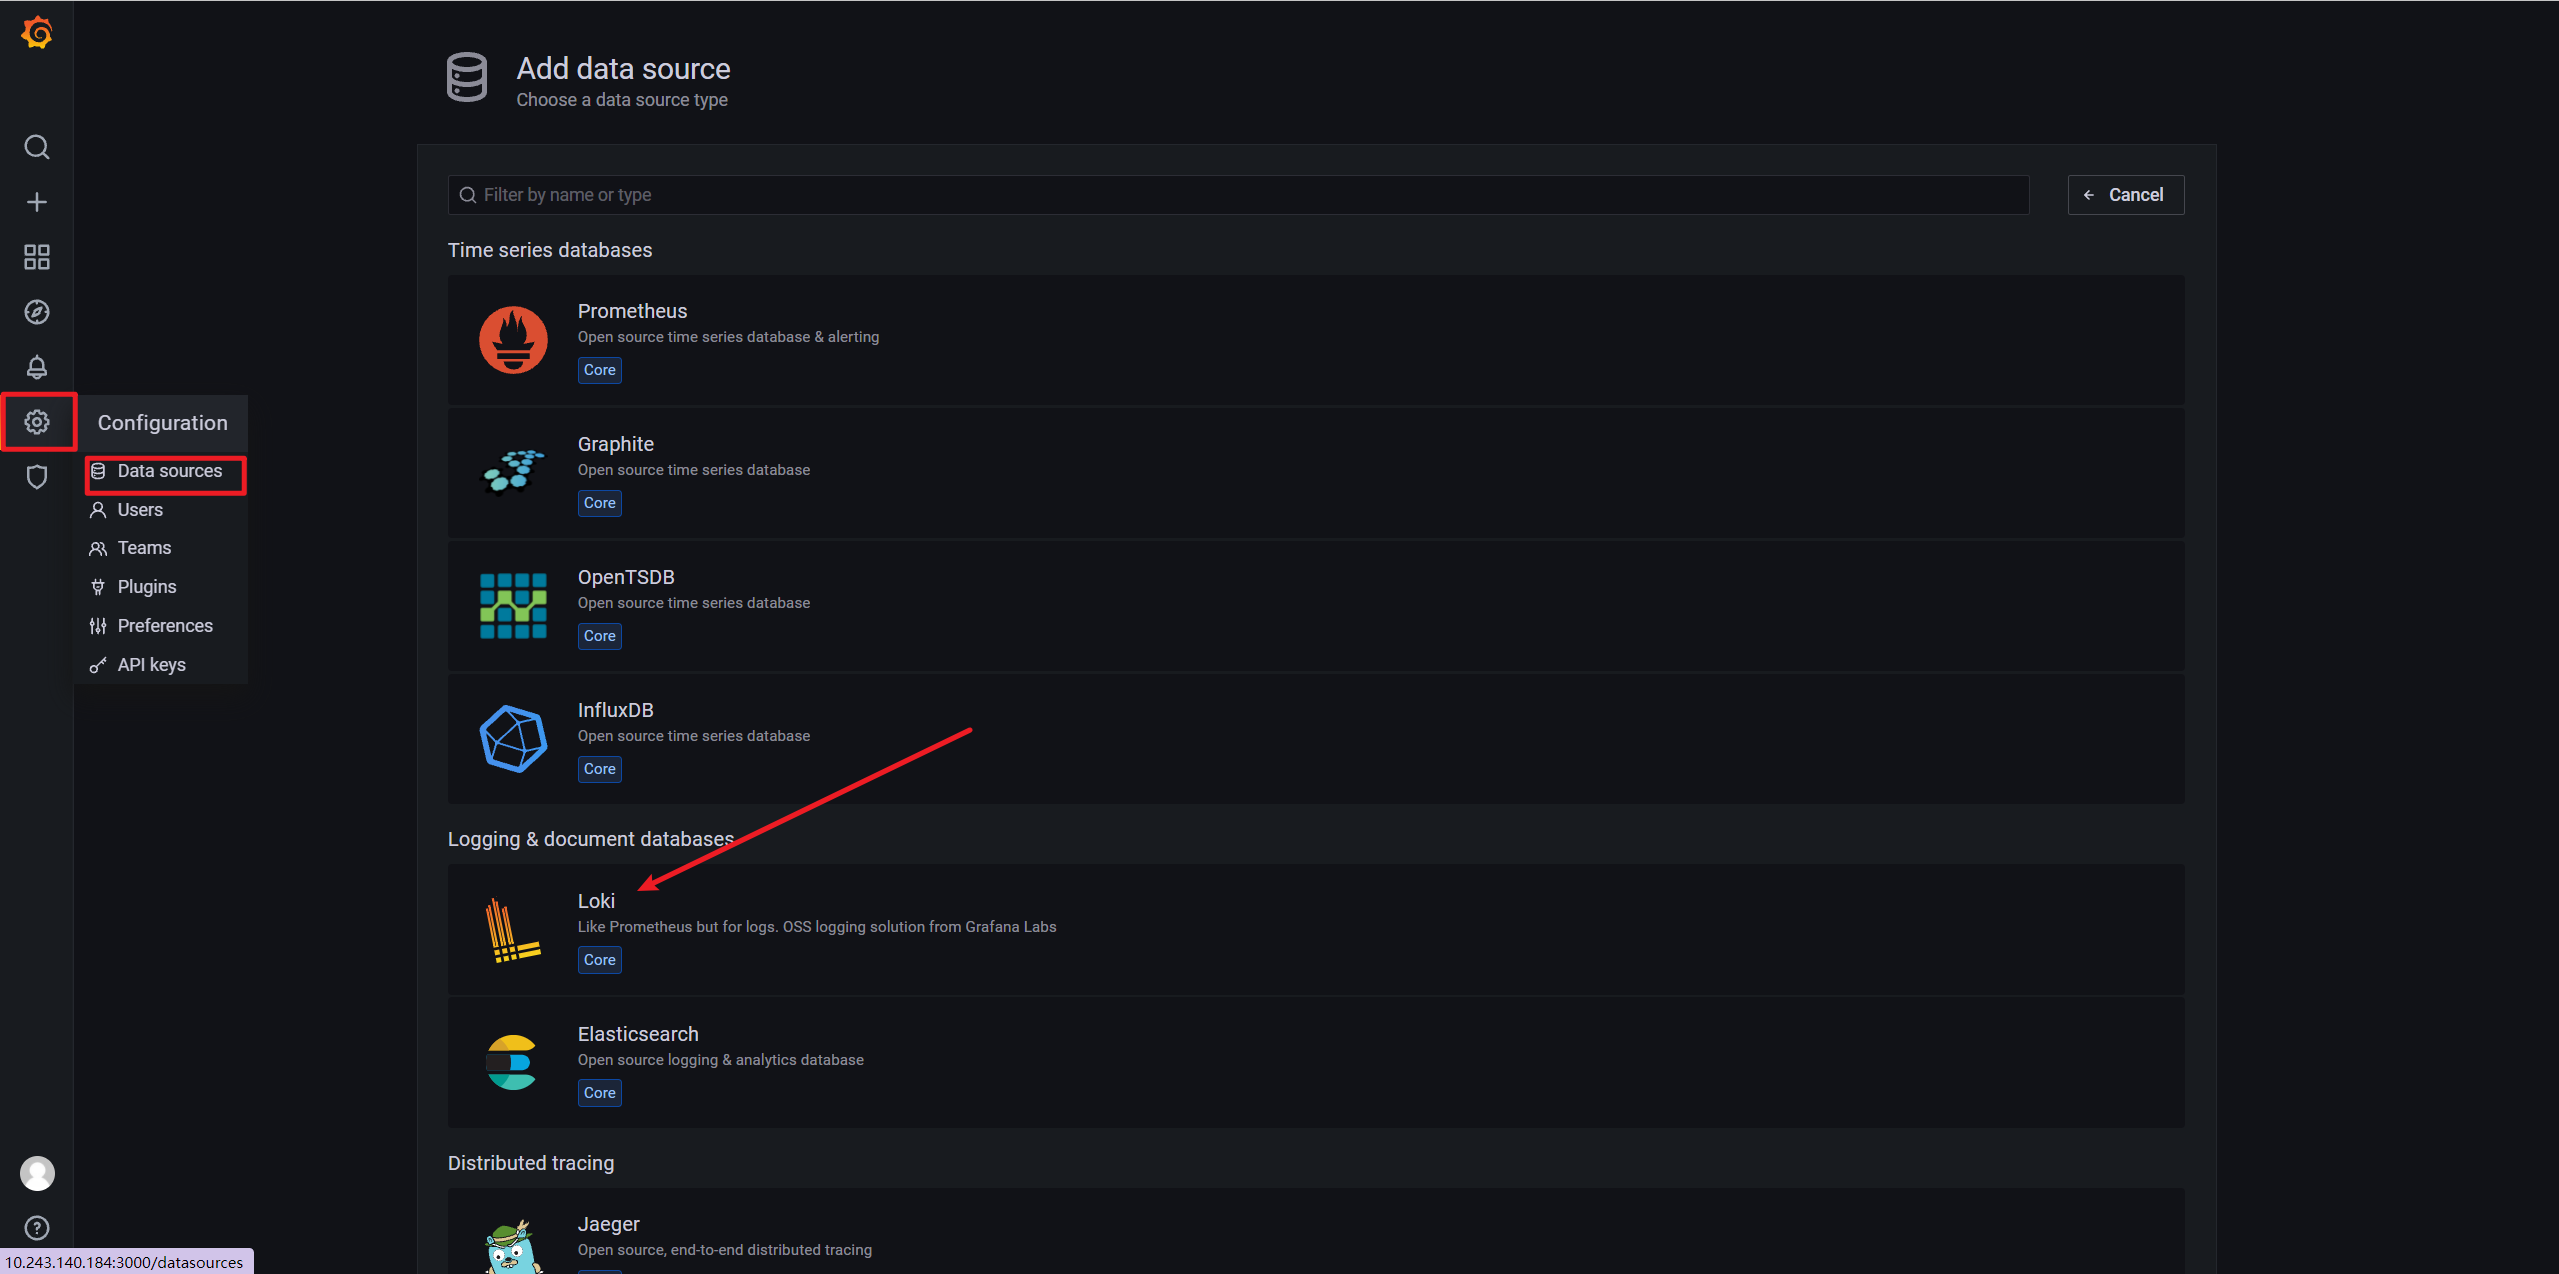 Add data source
Choose a data source type
Filter by name or type
Cancel
Time series databases
Prometheus
Open source time series database & alerting
Core
Configuration
Data sources
Users
Teams
Plugins
Preferences
API keys
Graphite
Open source time series database
Core
OpenTSDB
Open source time series database
Core
InfluxDB
Open source time series database
Core
Logging & document databases
Loki
Like Prometheus but for logs. OSS logging solution from Grafana Labs
Core
Elasticsearch
Open source logging & analytics database
Core
Distributed tracing
Jaeger
Open source, end-to-end distributed tracing
10.243.140.184:3000/datasources